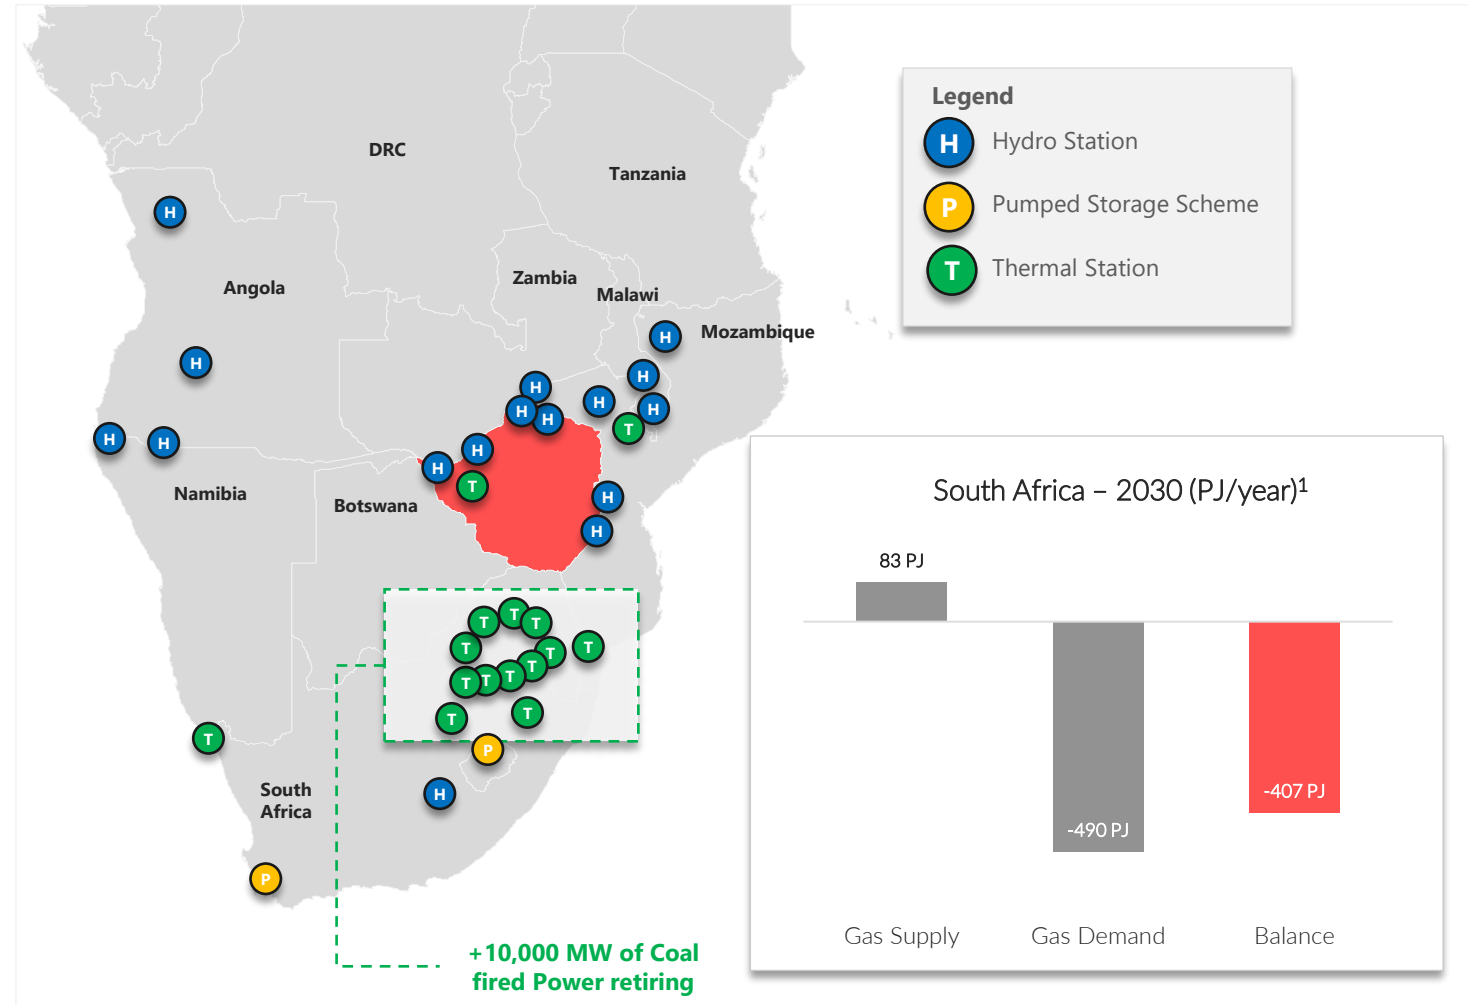 DRC
Tanzania
Angola
Zambia
Malawi
Mozambique
Namibia
Botswana
South
Africa
H
H
H
H
H
H
H
H
H
H
H
H
T
H
H
T
H
H
T
T
T
T
T
T
T
T
T
T
T
T
T
T
P
H
P
+10,000 MW of Coal
fired Power retiring
Legend
H Hydro Station
P Pumped Storage Scheme
T Thermal Station
South Africa – 2030 (PJ/year)¹
83 PJ
-490 PJ
-407 PJ
Gas Supply
Gas Demand
Balance